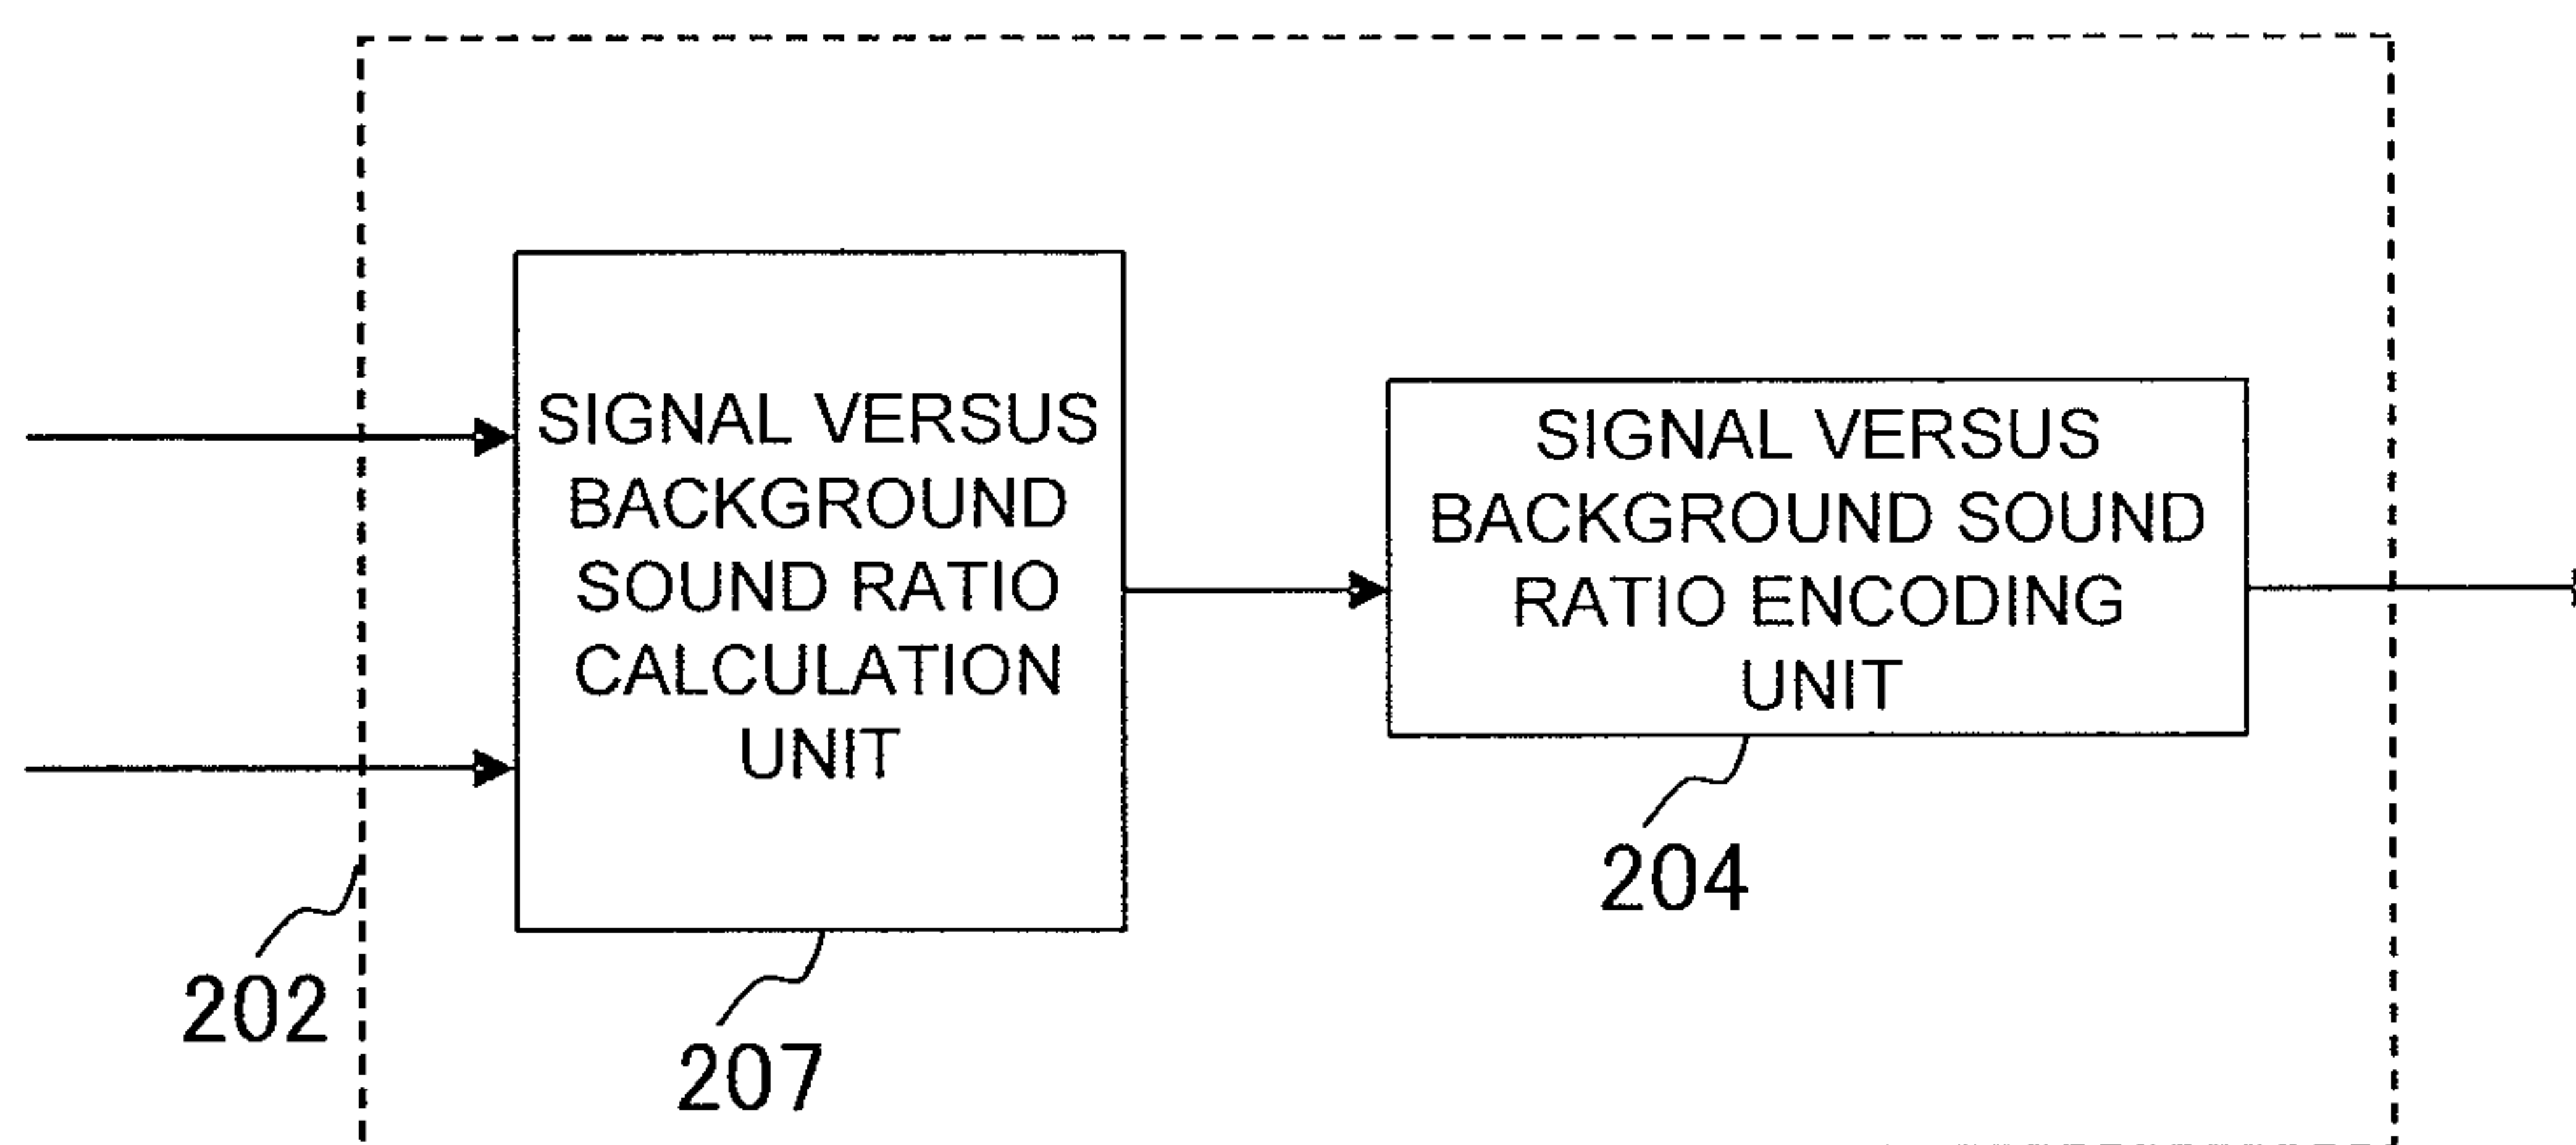 SIGNAL VERSUS
BACKGROUND
SOUND RATIO
CALCULATION
UNIT
SIGNAL VERSUS
BACKGROUND SOUND
RATIO ENCODING
UNIT
204
202
207